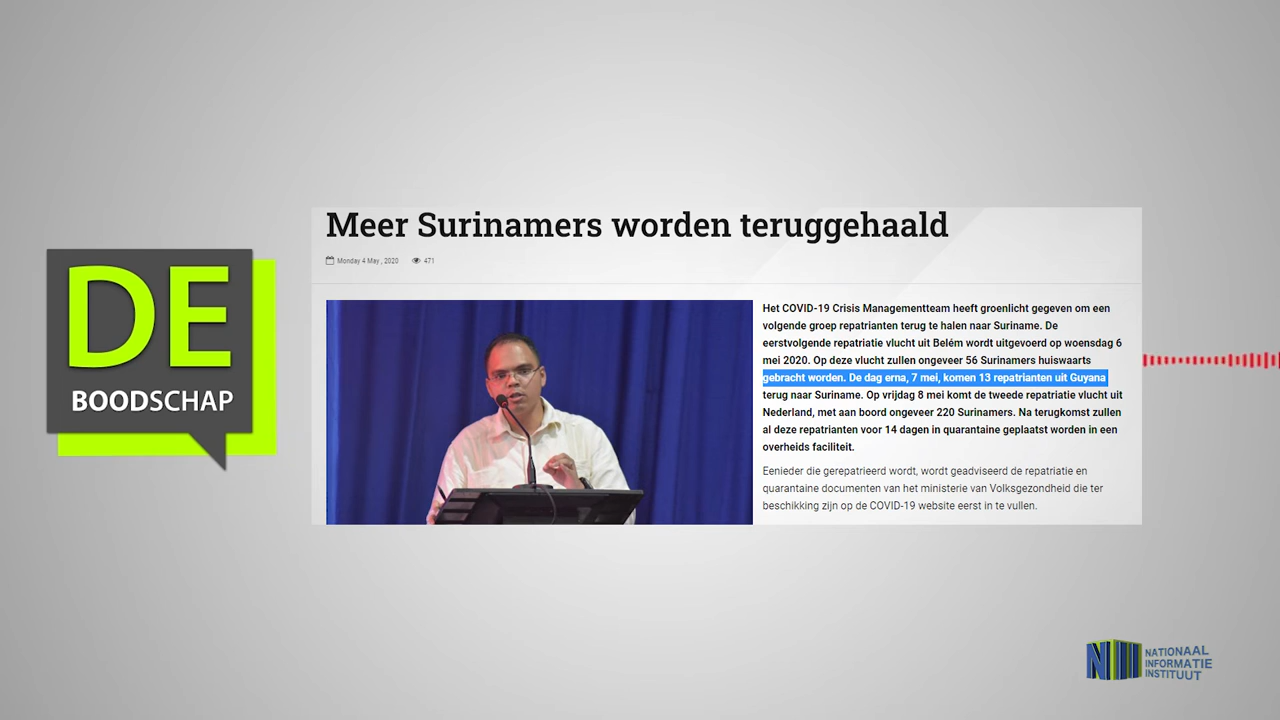 Meer Surinamers worden teruggehaald
Monday 4 May , 2020 471
DE
BOODSCHAP
Het COVID-19 Crisis Managementteam heeft groenlicht gegeven om een
volgende groep repatrianten terug te halen naar Suriname. De
eerstvolgende repatriatie vlucht uit Belém wordt uitgevoerd op woensdag 6
mei 2020. Op deze vlucht zullen ongeveer 56 Surinamers huiswaarts
gebracht worden. De dag erna, 7 mei, komen 13 repatrianten uit Guyana
terug naar Suriname. Op vrijdag 8 mei komt de tweede repatriatie vlucht uit
Nederland, met aan boord ongeveer 220 Surinamers. Na terugkomst zullen
al deze repatrianten voor 14 dagen in quarantaine geplaatst worden in een
overheids faciliteit.
Eenieder die gerepatrieerd wordt, wordt geadviseerd de repatriatie en
quarantaine documenten van het ministerie van Volksgezondheid die ter
beschikking zijn op de COVID-19 website eerst in te vullen.
NII
NATIONAAL
INFORMATIE
INSTITUUT